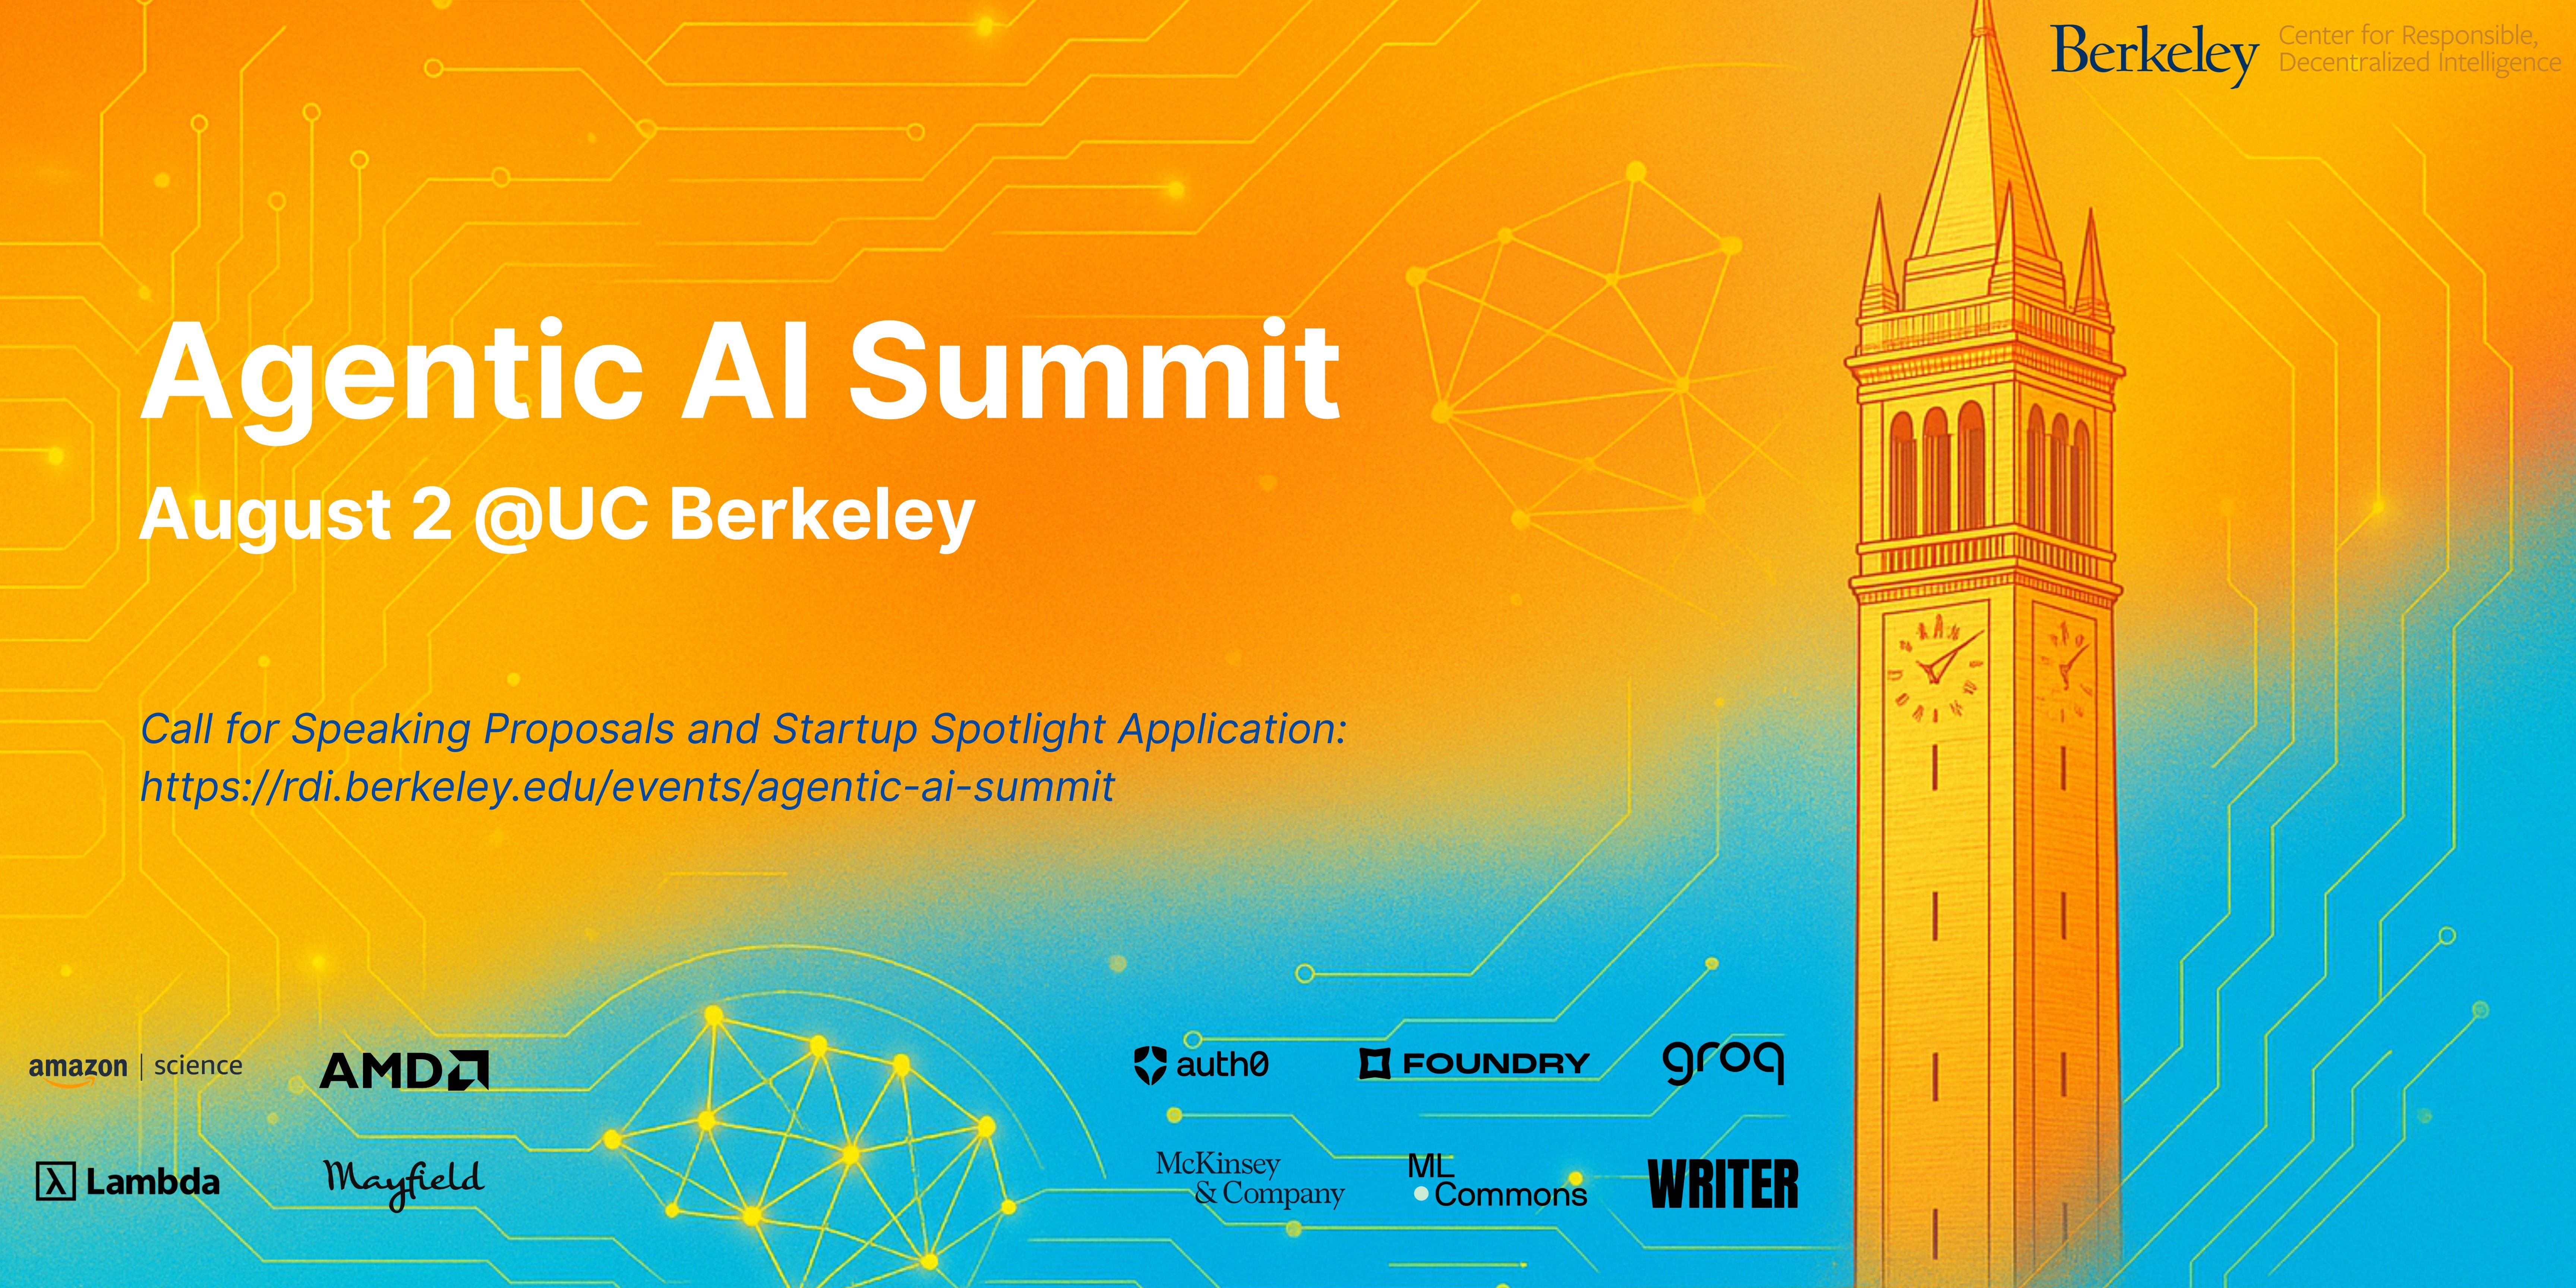 Berkeley
Center for Responsible,
Decentralized Intelligence
Agentic AI Summit
August 2 @UC Berkeley
Call for Speaking Proposals and Startup Spotlight Application:
https://rdi.berkeley.edu/events/agentic-ai-summit
amazon | science
AMD
auth0
FOUNDRY
groq
Lambda
Mayfield
McKinsey
& Company
ML
Commons
WRITER